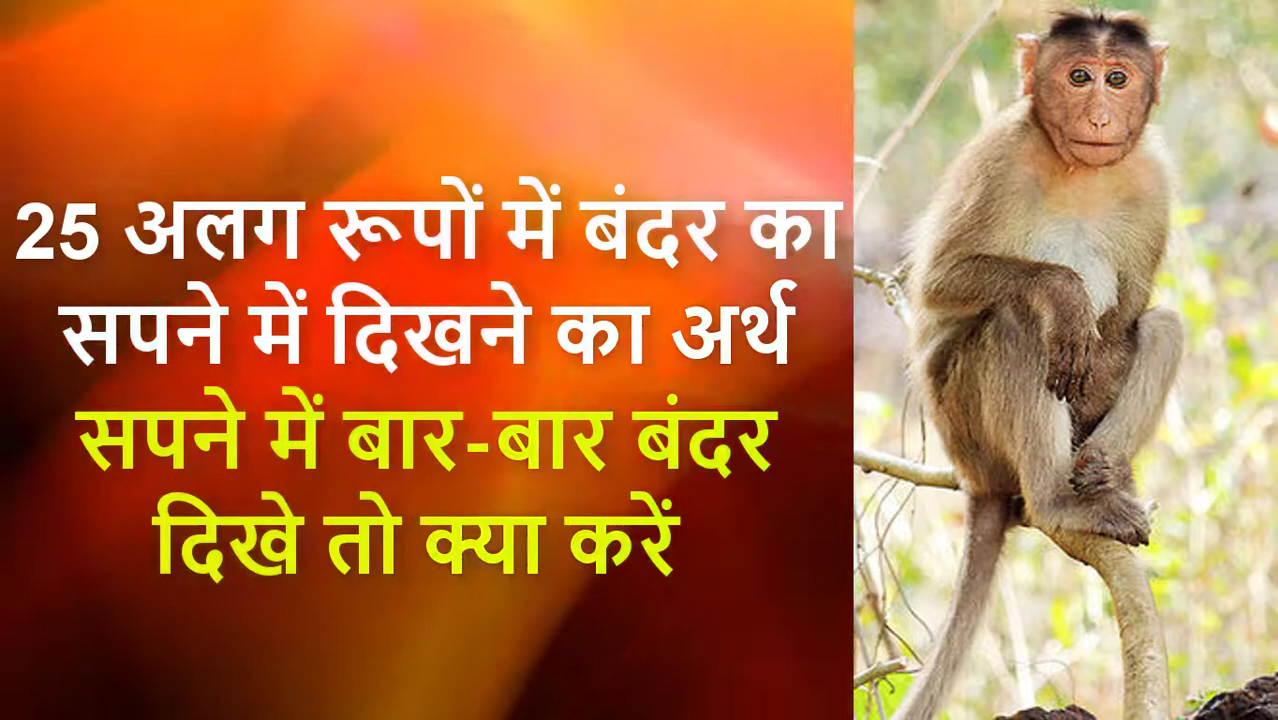 25 अलग रूपों में बंदर का
सपने में दिखने का अर्थ
सपने में बार-बार बंदर
दिखे तो क्या करें